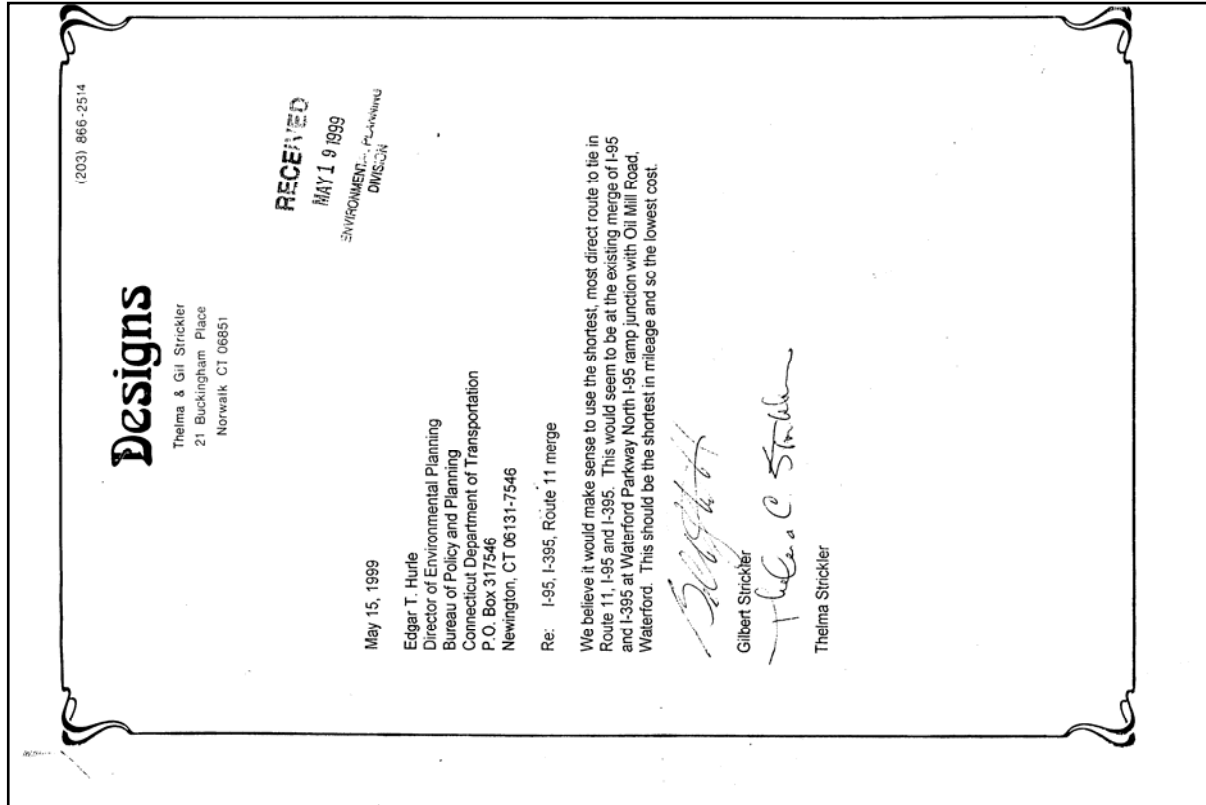 (203) 866-2514
Designs
Thelma & Gil Strickler
21 Buckingham Place
Norwalk CT 06851
RECEIVED
MAY 19 1999
ENVIRONMENTAL PLANNING
DIVISION
May 15, 1999
Edgar T. Hurle
Director of Environmental Planning
Bureau of Policy and Planning
Connecticut Department of Transportation
P.O. Box 317546
Newington, CT 06131-7546
Re: I-95, I-395, Route 11 merge
We believe it would make sense to use the shortest, most direct route to tie in
Route 11, I-95 and I-395. This would seem to be at the existing merge of I-95
and I-395 at Waterford Parkway North I-95 ramp junction with Oil Mill Road,
Waterford. This should be the shortest in mileage and so the lowest cost.
Gilbert Strickler
Thelma C. Strickler
Thelma Strickler